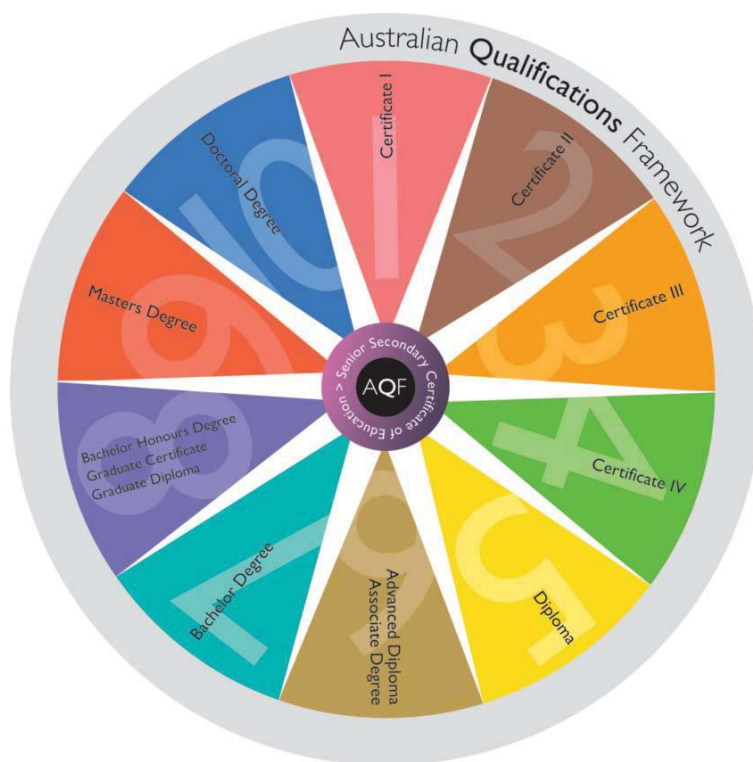 Australian Qualifications Framework
Certificate I
1
Certificate II
2
Certificate III
3
Certificate IV
4
Diploma
5
Advanced Diploma
Associate Degree
6
Bachelor Degree
7
Bachelor Honours Degree
Graduate Certificate
Graduate Diploma
8
Masters Degree
9
Doctoral Degree
10
Senior Secondary Certificate of Education >
AQF